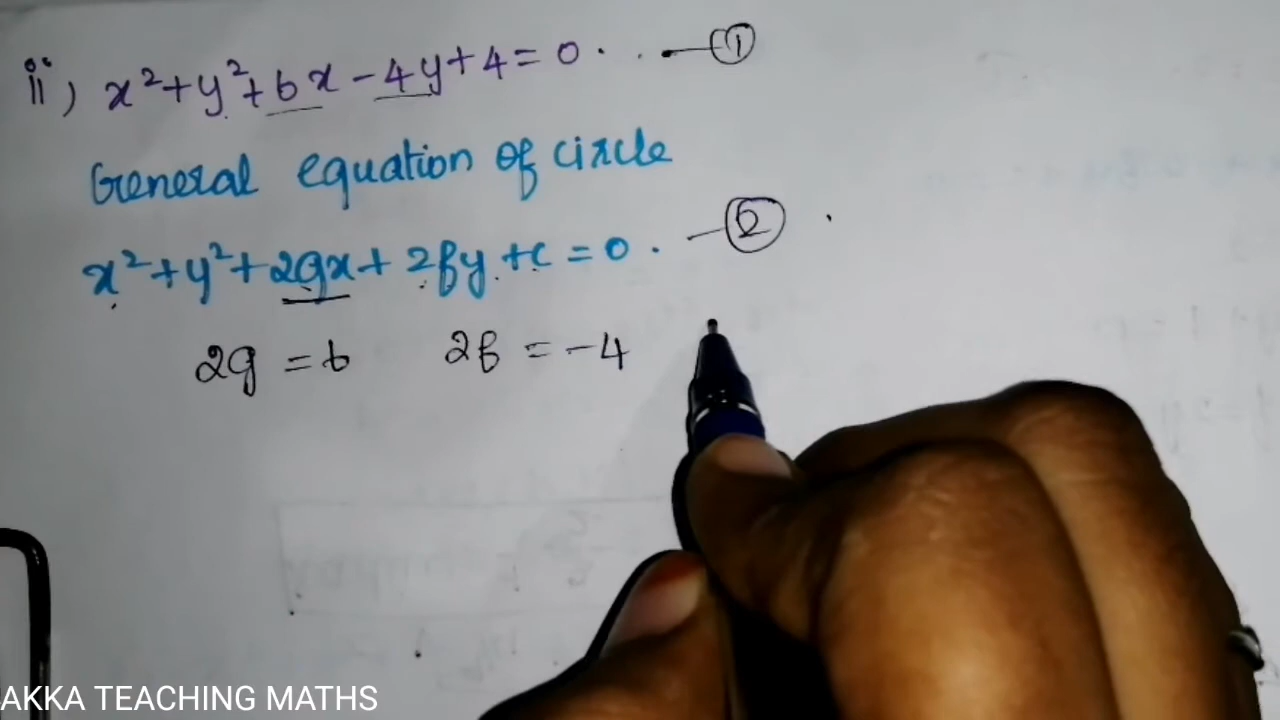 ii) x²+y²+6x-4y+4=0. ①
General equation of circle
x²+y²+2gx+2fy+c=0. ②
2g = 6 2f = -4
AKKA TEACHING MATHS